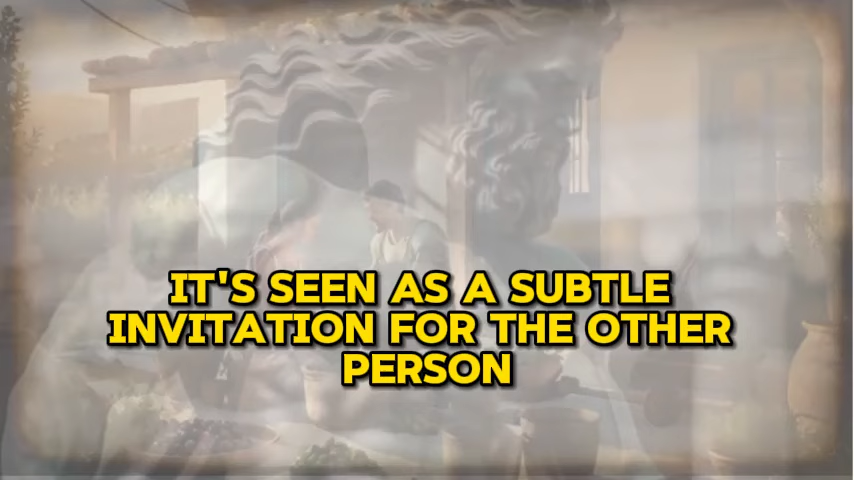 IT'S SEEN AS A SUBTLE
INVITATION FOR THE OTHER
PERSON